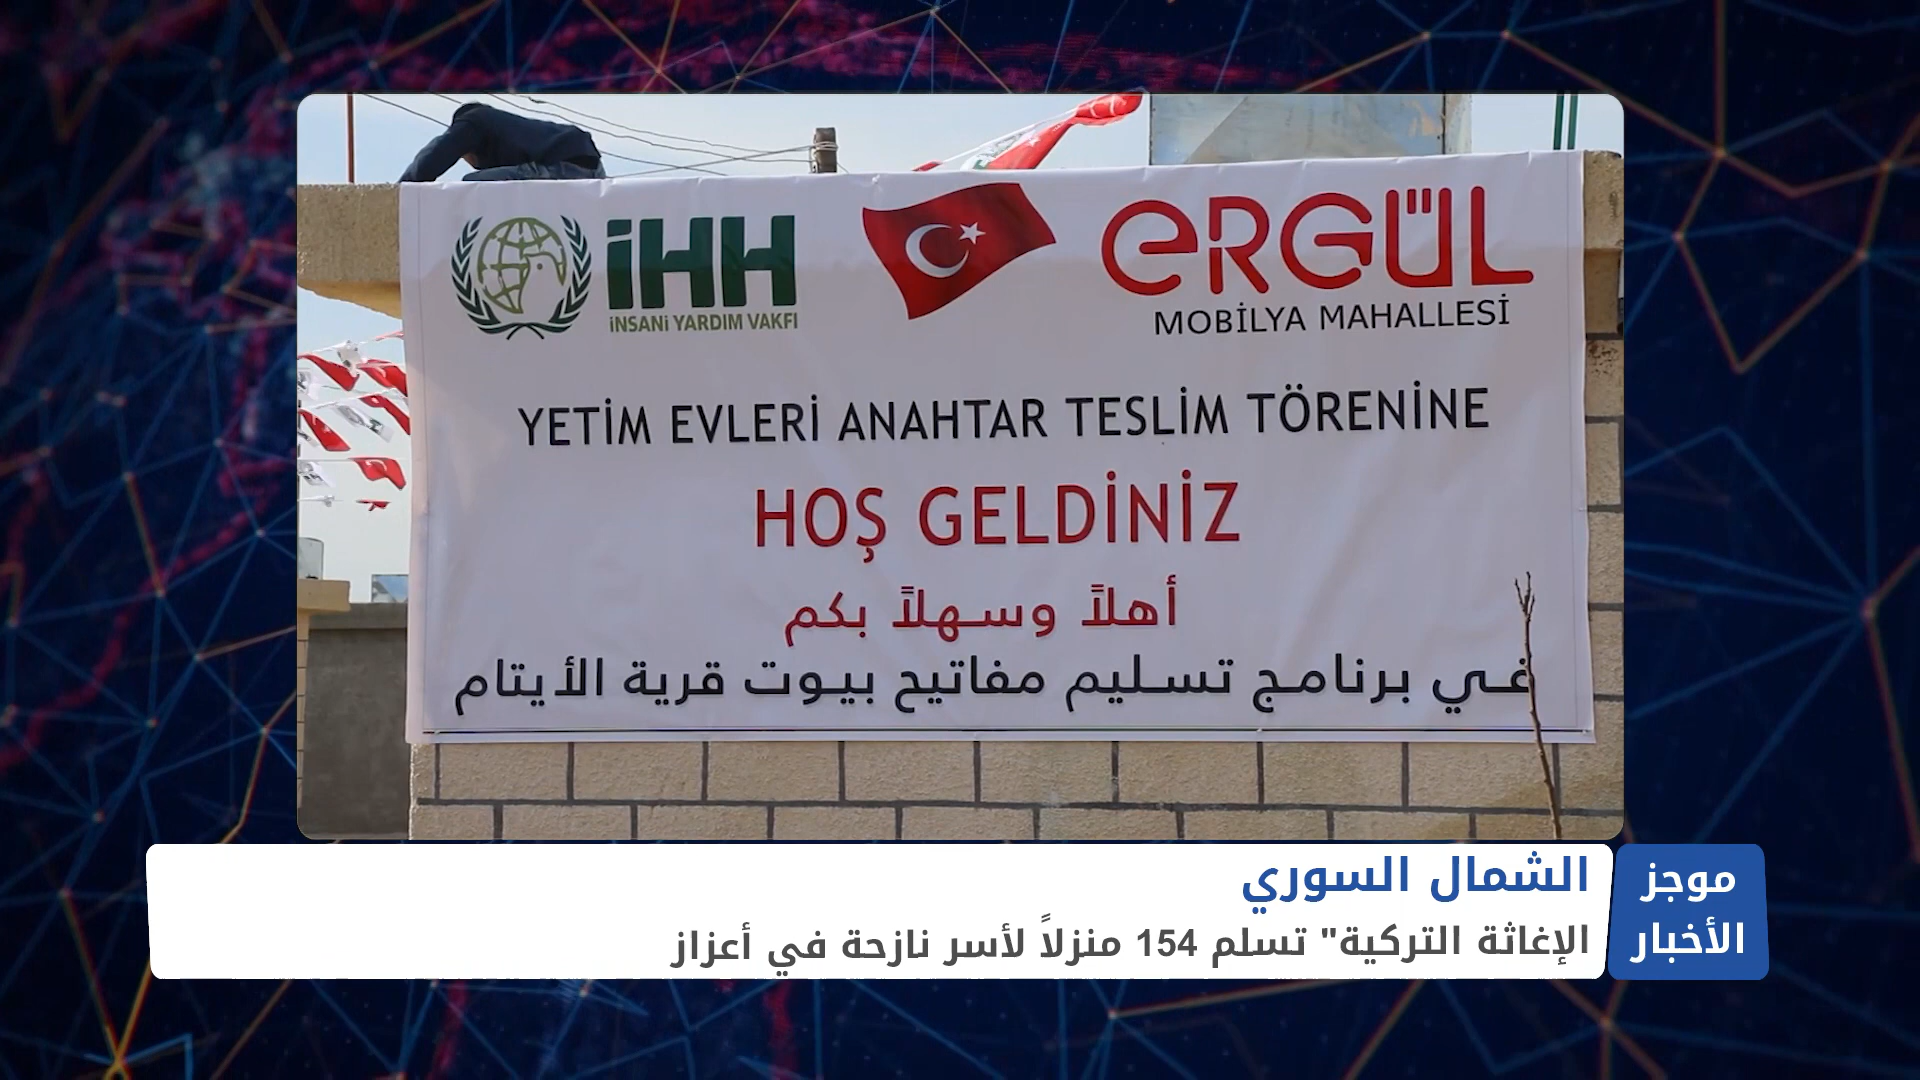 iHH
İNSANİ YARDIM VAKFI
eRGÜL
MOBİLYA MAHALLESİ
YETİM EVLERİ ANAHTAR TESLİM TÖRENİNE
HOŞ GELDİNİZ
أهلاً وسهلاً بكم
في برنامج تسليم مفاتيح بيوت قرية الأيتام
موجز
الأخبار
الشمال السوري
الإغاثة التركية" تسلم 154 منزلاً لأسر نازحة في أعزاز